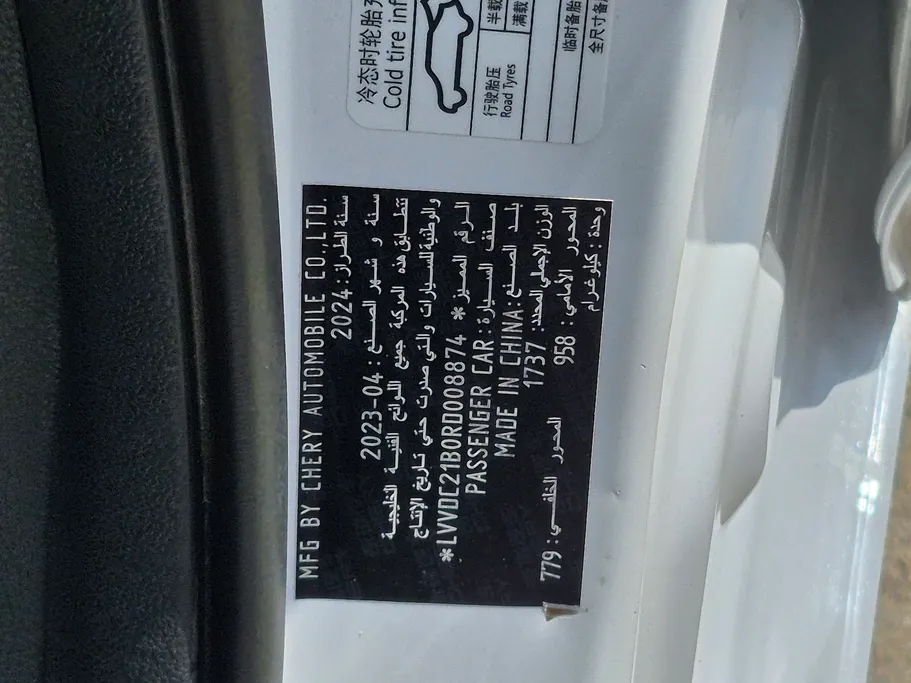 MFG BY CHERY AUTOMOBILE CO.,LTD.
سنة الطراز: 2024
سنة و شهر الصنع: 2023-04
تتطابق هذه المركبة جميع اللوائح الفنية الخليجية
والوطنية للسيارات والتي صدرت حتى تاريخ الإنتاج
الرقم المميز: *LVVDC21B0RD008874*
صنف السيارة: PASSENGER CAR
بلد الصنع: MADE IN CHINA
الوزن الإجمالي المحدد: 1737
المحور الأمامي: 958 المحور الخلفي: 779
وحدة: كيلوغرام
冷态时轮胎
Cold tire inf
半载
满载
行驶胎压
Road Tyres
临时备胎
全尺寸备